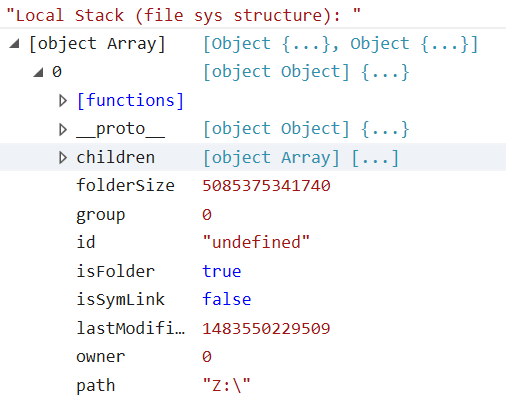 "Local Stack (file sys structure): "
[object Array] [Object {...}, Object {...}]
0 [object Object] {...}
[functions]
__proto__ [object Object] {...}
children [object Array] [...]
folderSize 5085375341740
group 0
id "undefined"
isFolder true
isSymLink false
lastModifi... 1483550229509
owner 0
path "Z:\"